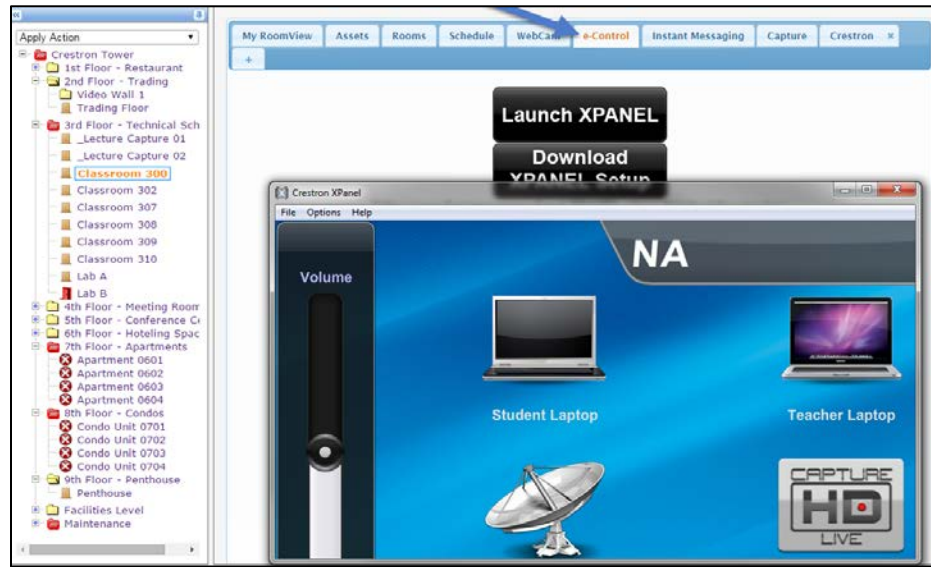 Apply Action
Crestron Tower
1st Floor - Restaurant
2nd Floor - Trading
Video Wall 1
Trading Floor
3rd Floor - Technical Sch
_Lecture Capture 01
_Lecture Capture 02
Classroom 300
Classroom 302
Classroom 307
Classroom 308
Classroom 309
Classroom 310
Lab A
Lab B
4th Floor - Meeting Room
5th Floor - Conference Ce
6th Floor - Hoteling Spac
7th Floor - Apartments
Apartment 0601
Apartment 0602
Apartment 0603
Apartment 0604
8th Floor - Condos
Condo Unit 0701
Condo Unit 0702
Condo Unit 0703
Condo Unit 0704
9th Floor - Penthouse
Penthouse
Facilities Level
Maintenance
My RoomView Assets Rooms Schedule WebCam e-Control Instant Messaging Capture Crestron ×
+
Launch XPANEL
Download
XPANEL Setup
Crestron XPanel
File Options Help
Volume
NA
Student Laptop
Teacher Laptop
CAPTURE
HD
LIVE